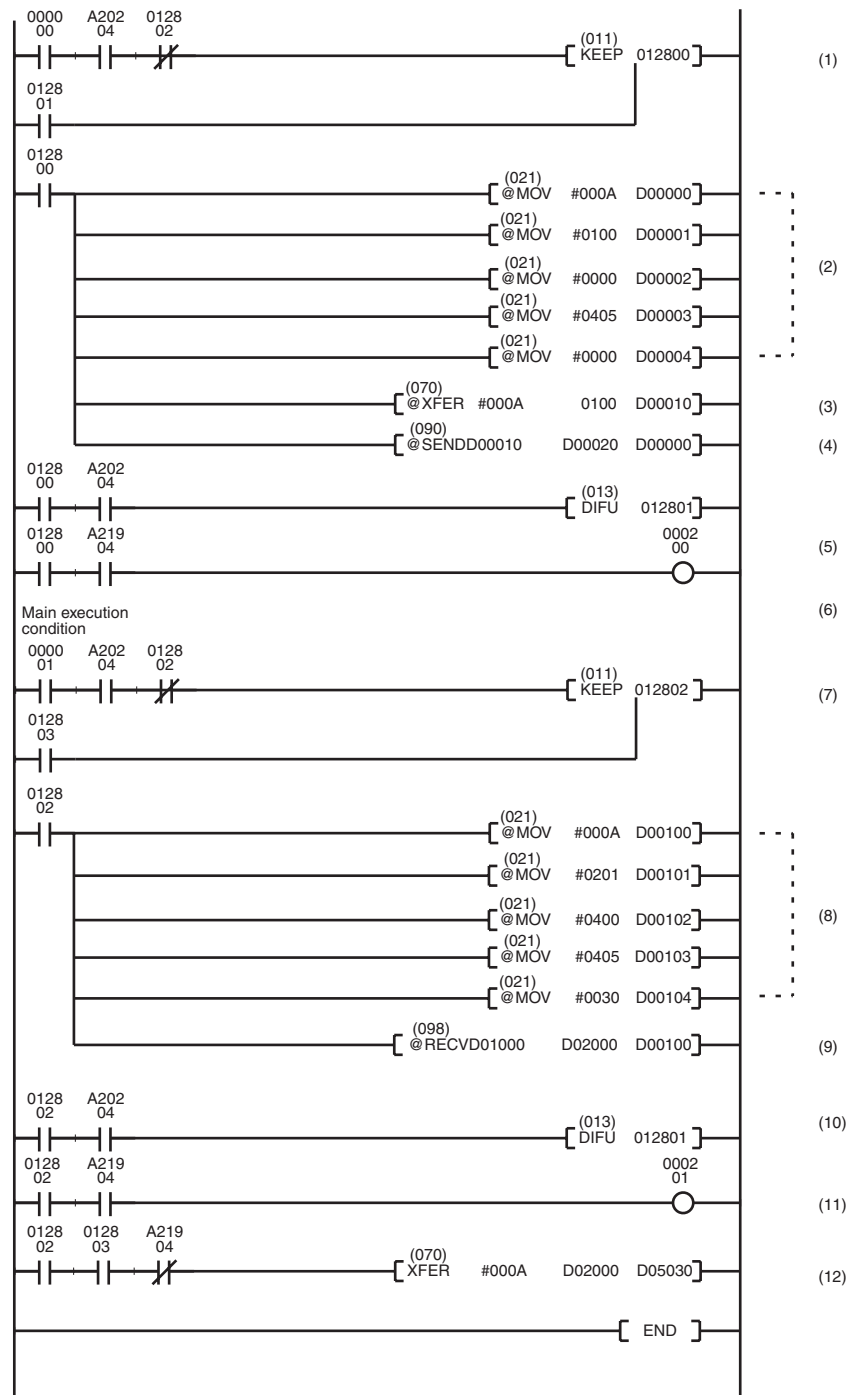 0000 A202 0128
00 04 02
(011)
KEEP 012800
(1)
0128
01
0128
00
(021)
@MOV #000A D00000
(021)
@MOV #0100 D00001
(2)
(021)
@MOV #0000 D00002
(021)
@MOV #0405 D00003
(021)
@MOV #0000 D00004
(070)
@XFER #000A 0100 D00010
(3)
(090)
@SENDD00010 D00020 D00000
(4)
0128 A202
00 04
(013)
DIFU 012801
0128 A219
00 04
0002
00
(5)
Main execution
condition
(6)
0000 A202 0128
01 04 02
(011)
KEEP 012802
(7)
0128
03
0128
02
(021)
@MOV #000A D00100
(021)
@MOV #0201 D00101
(021)
@MOV #0400 D00102
(8)
(021)
@MOV #0405 D00103
(021)
@MOV #0030 D00104
(098)
@RECVD01000 D02000 D00100
(9)
0128 A202
02 04
(013)
DIFU 012801
(10)
0128 A219
02 04
0002
01
(11)
0128 0128 A219
02 03 04
(070)
XFER #000A D02000 D05030
(12)
END